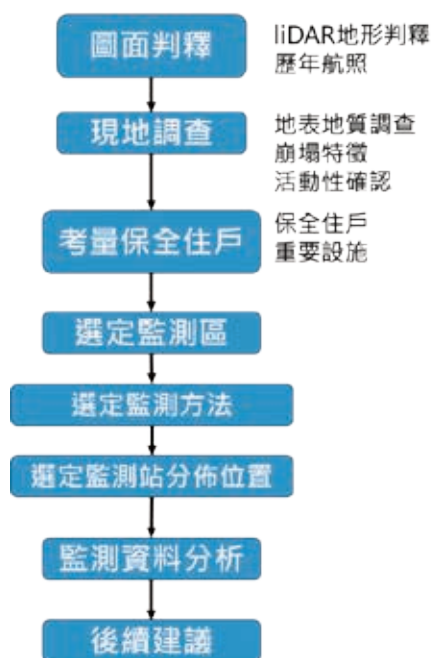 圖面判釋
liDAR地形判釋
歷年航照
現地調查
地表地質調查
崩塌特徵
活動性確認
考量保全住戶
保全住戶
重要設施
選定監測區
選定監測方法
選定監測站分佈位置
監測資料分析
後續建議